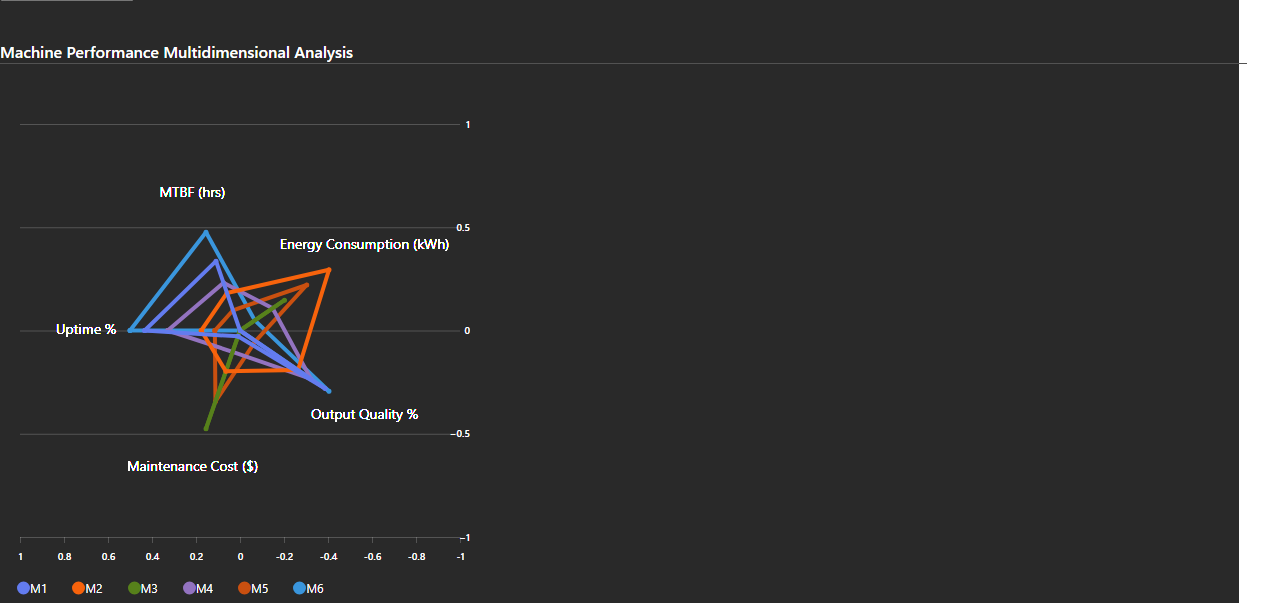 Machine Performance Multidimensional Analysis
1
MTBF (hrs)
0.5
Energy Consumption (kWh)
Uptime %
0
Output Quality %
−0.5
Maintenance Cost ($)
−1
1 0.8 0.6 0.4 0.2 0 -0.2 -0.4 -0.6 -0.8 -1
M1 M2 M3 M4 M5 M6